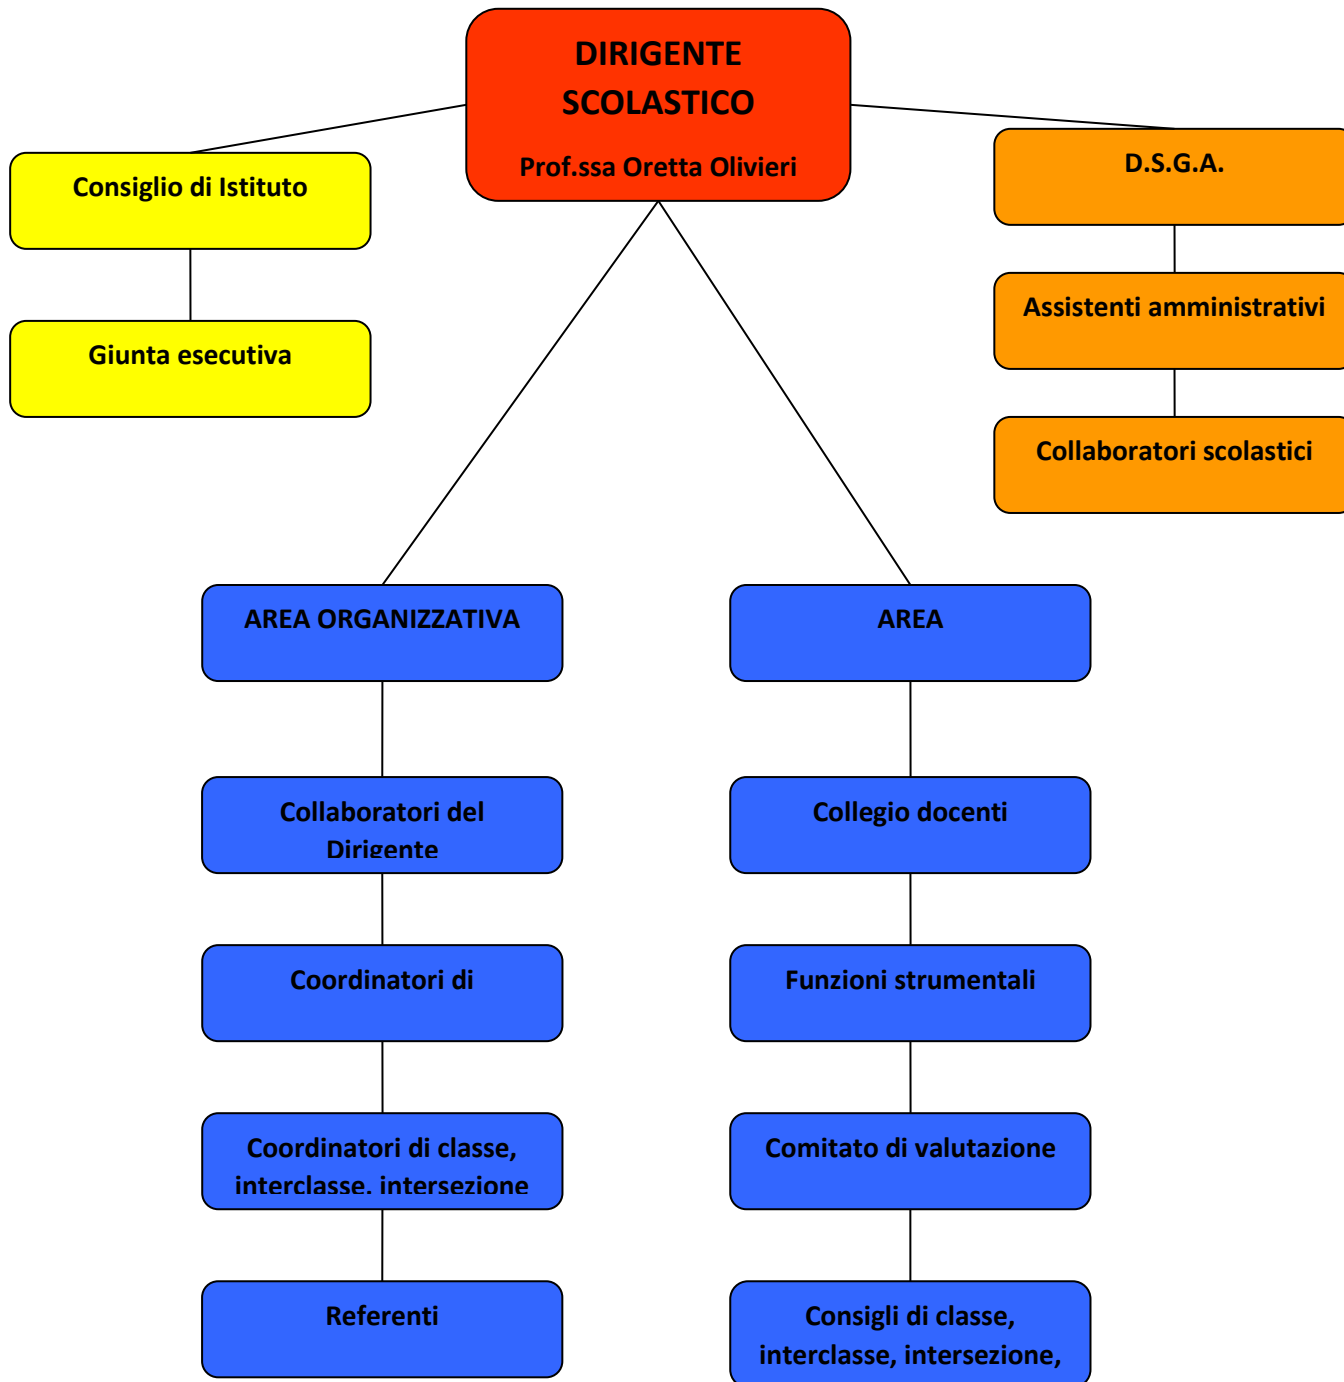 DIRIGENTE
SCOLASTICO
Prof.ssa Oretta Olivieri
Consiglio di Istituto
Giunta esecutiva
D.S.G.A.
Assistenti amministrativi
Collaboratori scolastici
AREA ORGANIZZATIVA
Collaboratori del
Dirigente
Coordinatori di
Coordinatori di classe,
interclasse, intersezione
Referenti
AREA
Collegio docenti
Funzioni strumentali
Comitato di valutazione
Consigli di classe,
interclasse, intersezione,